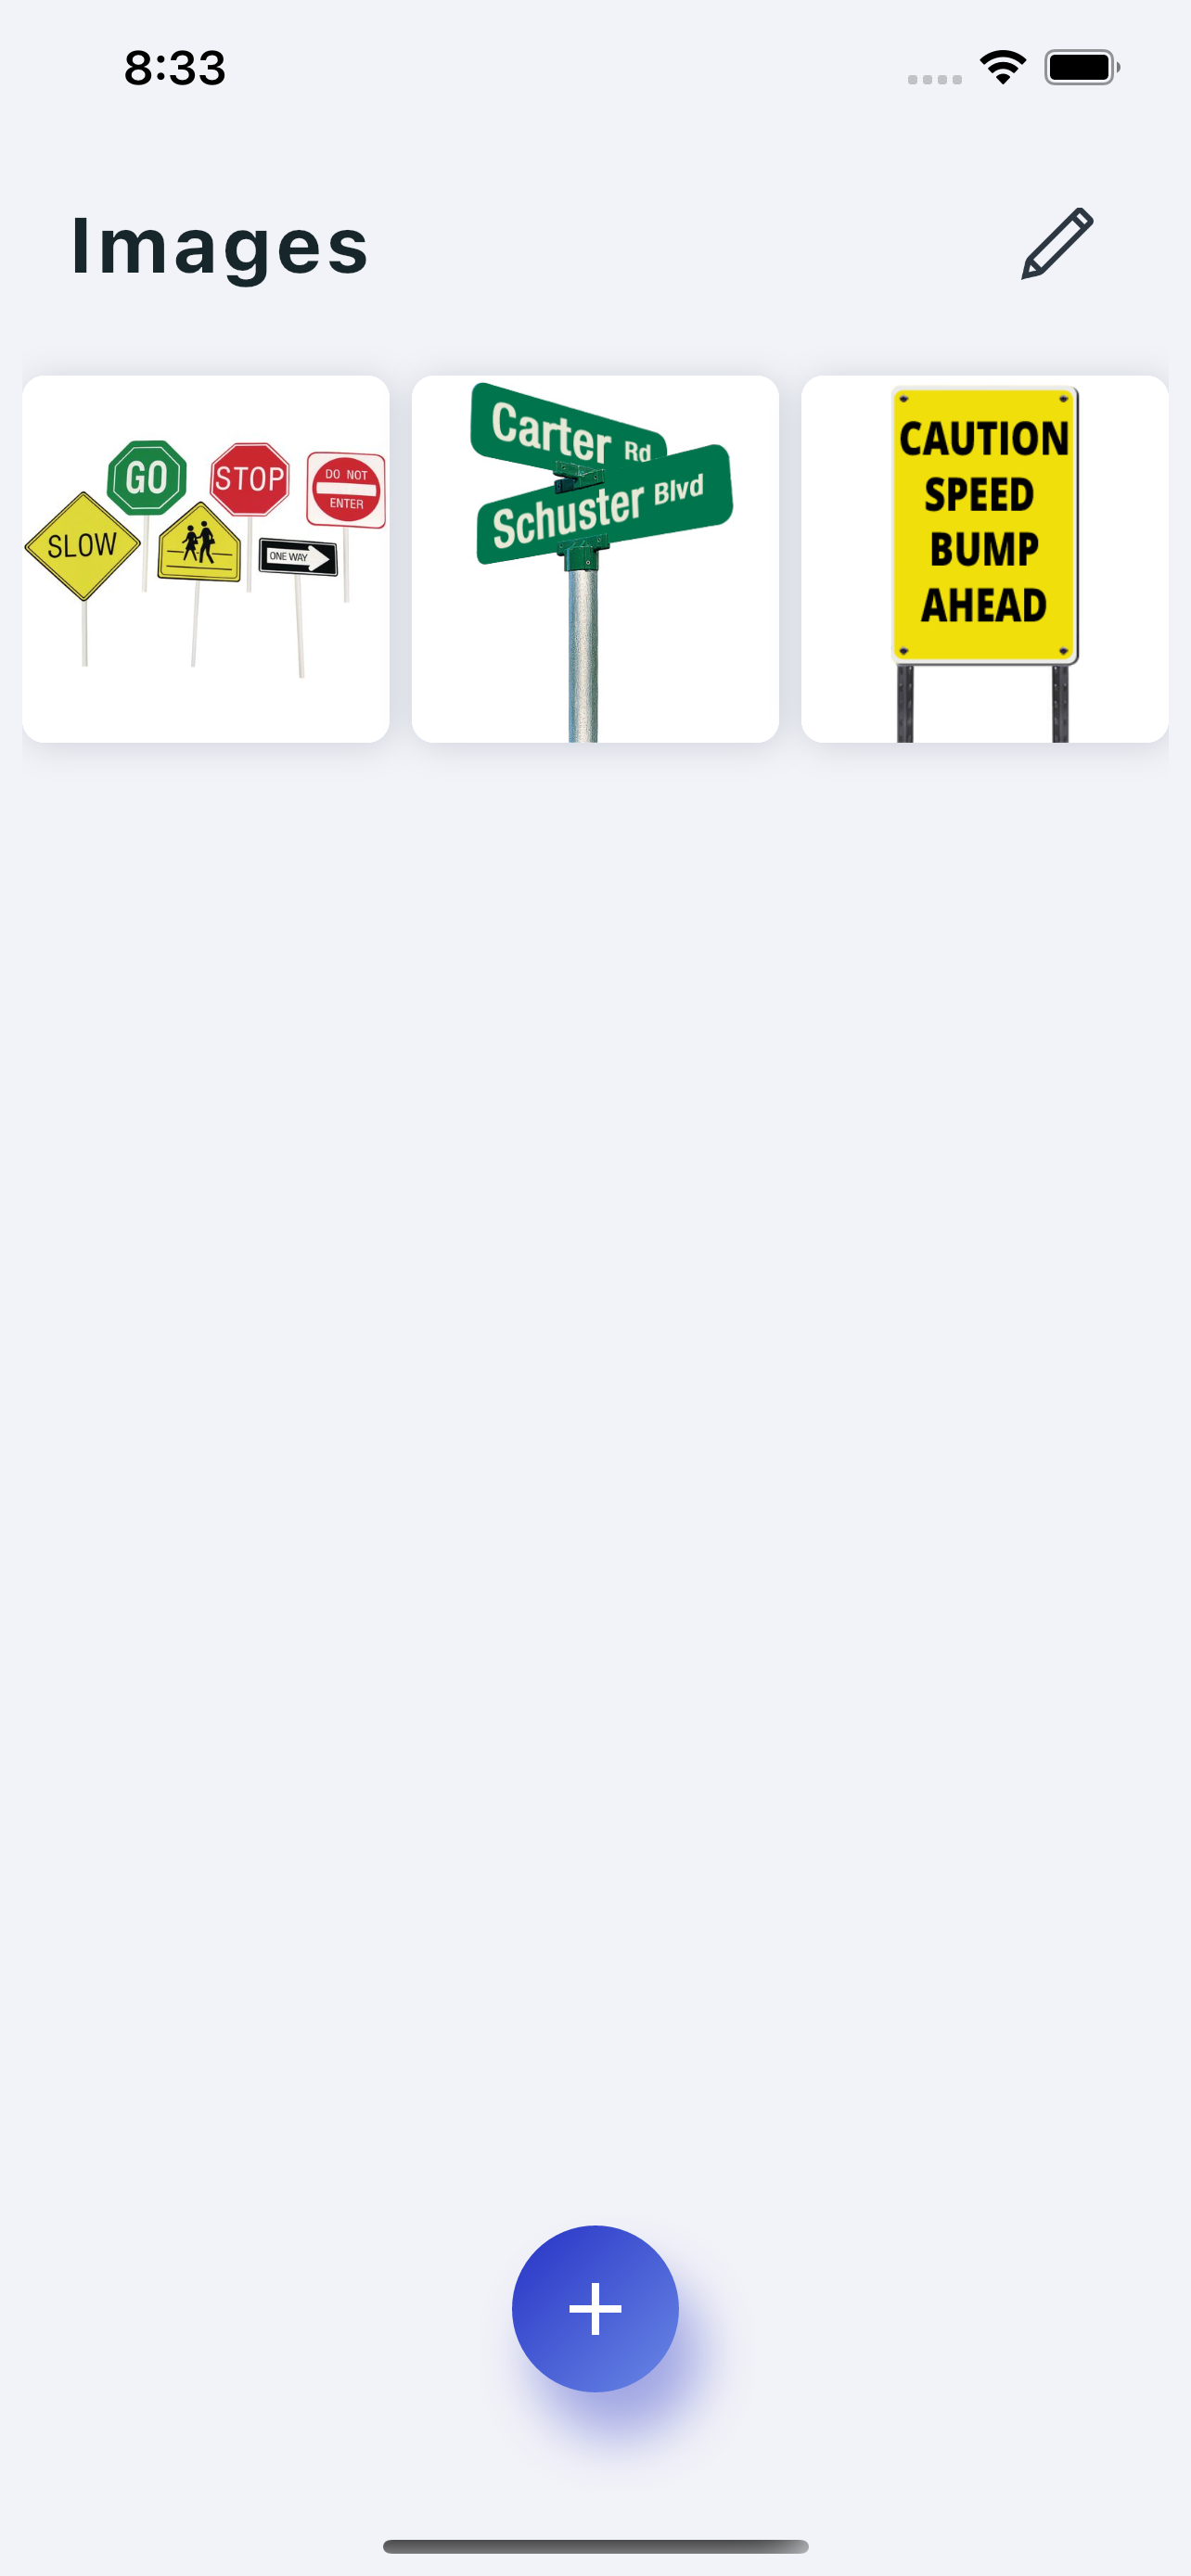 8:33
Images
GO
STOP
DO NOT
ENTER
SLOW
ONE WAY
Carter Rd
Schuster Blvd
CAUTION
SPEED
BUMP
AHEAD